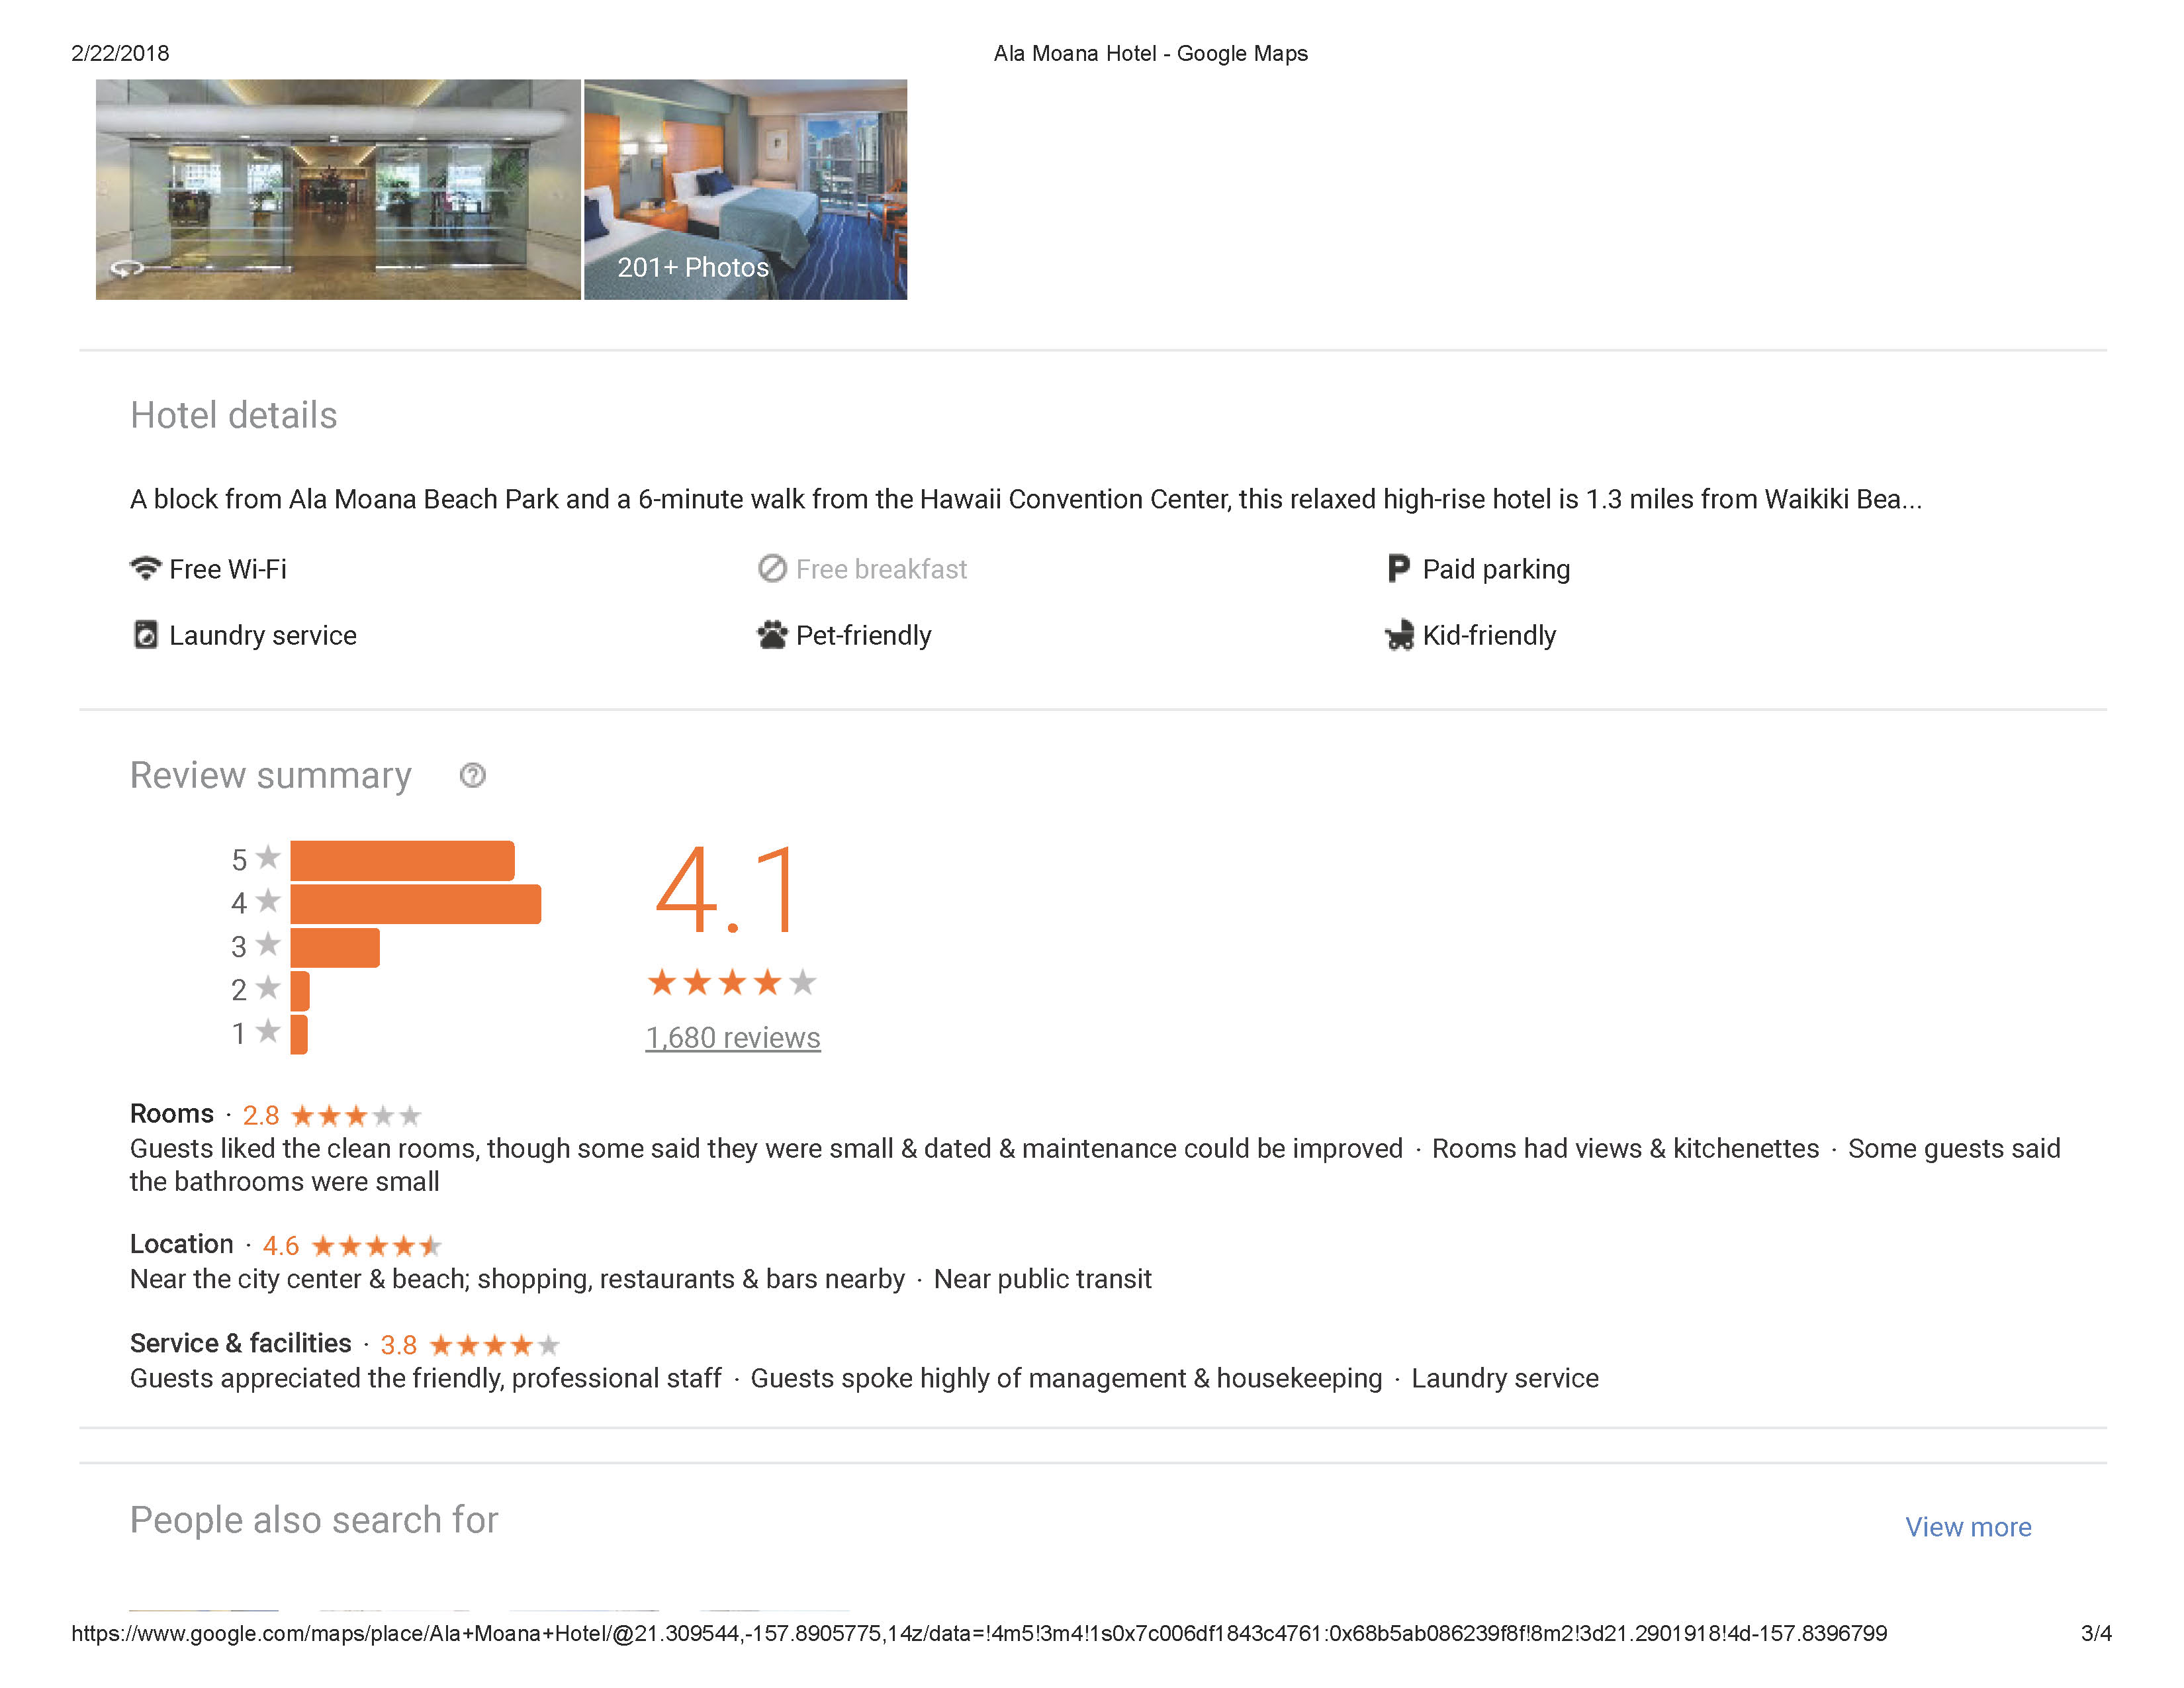 2/22/2018 Ala Moana Hotel - Google Maps
201+ Photos
Hotel details
A block from Ala Moana Beach Park and a 6-minute walk from the Hawaii Convention Center, this relaxed high-rise hotel is 1.3 miles from Waikiki Bea...
Free Wi-Fi Free breakfast Paid parking
Laundry service Pet-friendly Kid-friendly
Review summary
5
4
3
2
1
4.1
1,680 reviews
Rooms · 2.8
Guests liked the clean rooms, though some said they were small & dated & maintenance could be improved · Rooms had views & kitchenettes · Some guests said
the bathrooms were small
Location · 4.6
Near the city center & beach; shopping, restaurants & bars nearby · Near public transit
Service & facilities · 3.8
Guests appreciated the friendly, professional staff · Guests spoke highly of management & housekeeping · Laundry service
People also search for View more
https://www.google.com/maps/place/Ala+Moana+Hotel/@21.309544,-157.8905775,14z/data=!4m5!3m4!1s0x7c006df1843c4761:0x68b5ab086239f8f!8m2!3d21.2901918!4d-157.8396799 3/4